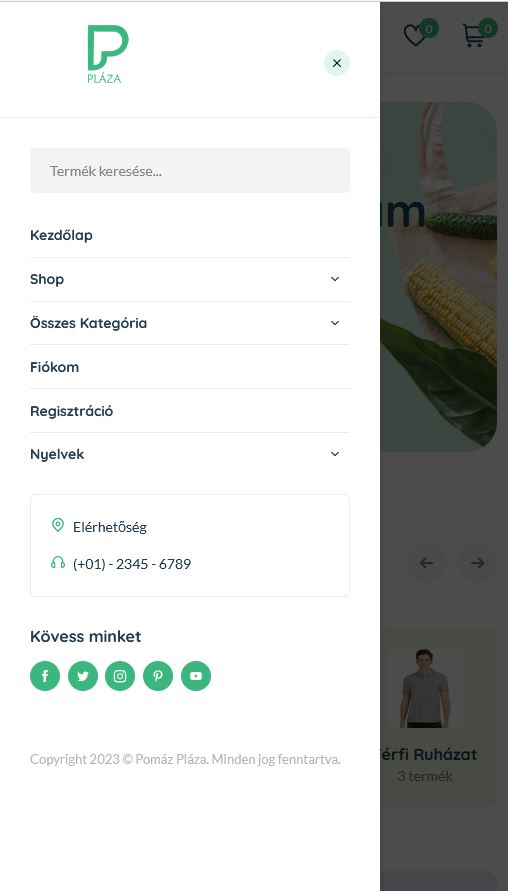 PLÁZA
0
0
Termék keresése...
Kezdőlap
Shop
Összes Kategória
Fiókom
Regisztráció
Nyelvek
Elérhetőség
(+01) - 2345 - 6789
Kövess minket
érfi Ruházat
3 termék
Copyright 2023 © Pomáz Pláza. Minden jog fenntartva.